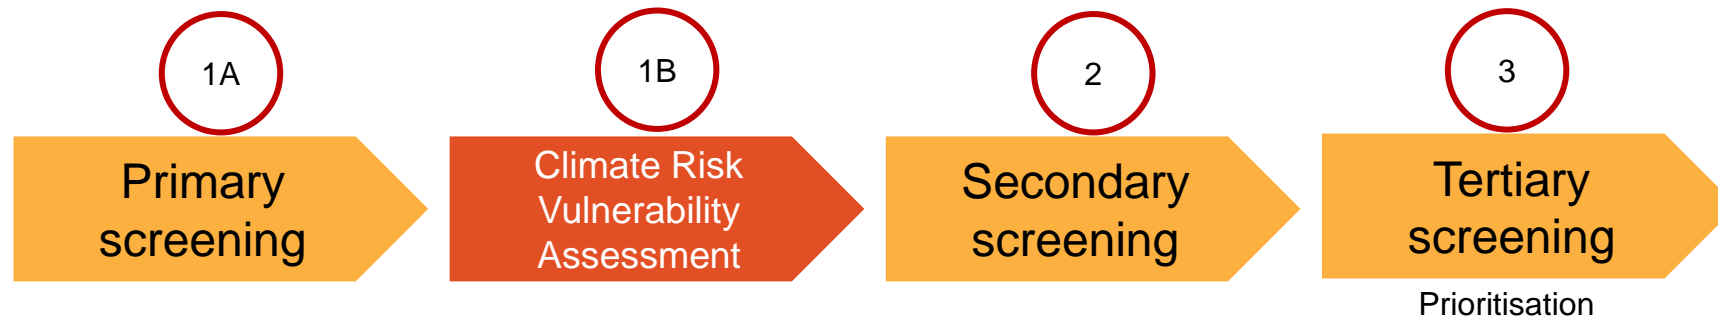 1A
Primary
screening
1B
Climate Risk
Vulnerability
Assessment
2
Secondary
screening
3
Tertiary
screening
Prioritisation